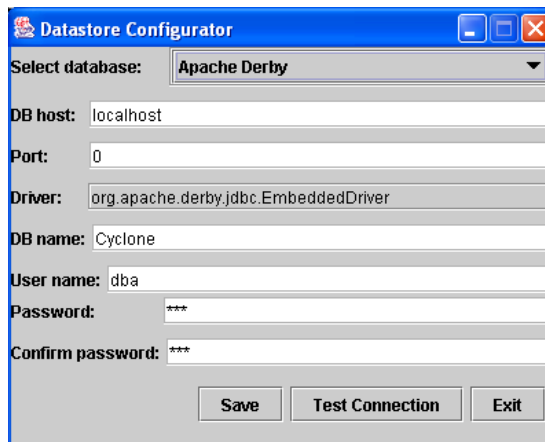 Datastore Configurator
Select database: Apache Derby
DB host: localhost
Port: 0
Driver: org.apache.derby.jdbc.EmbeddedDriver
DB name: Cyclone
User name: dba
Password: ***
Confirm password: ***
Save Test Connection Exit